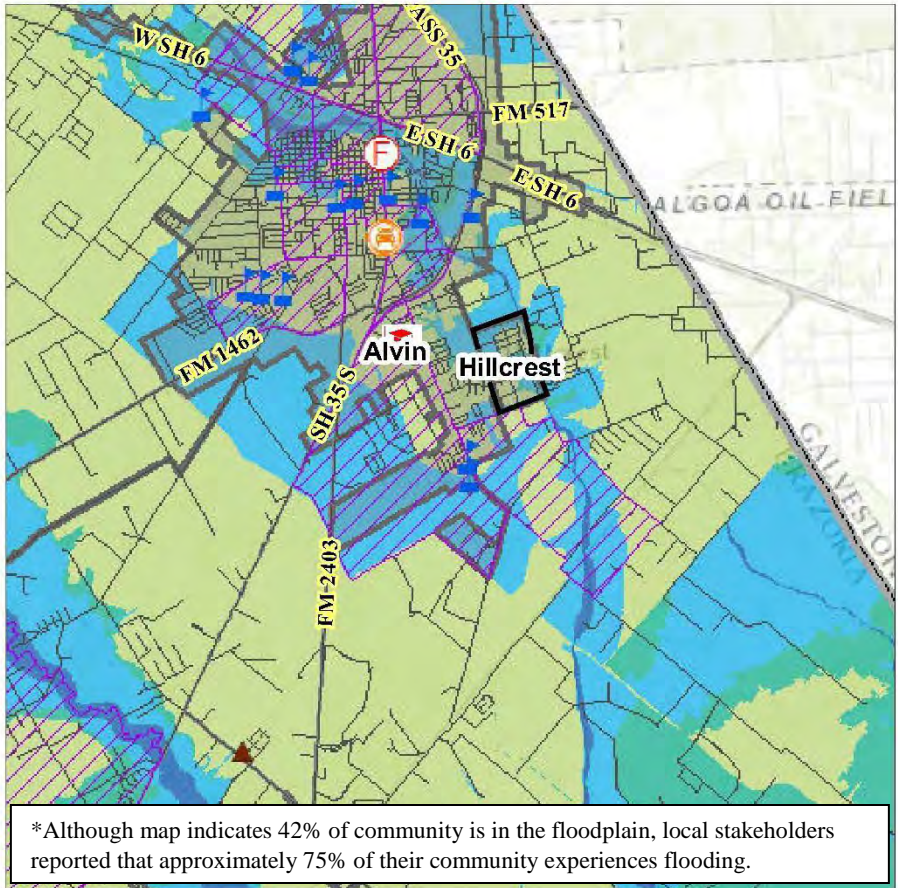 W SH 6
ASS 35
FM 517
E SH 6
E SH 6
F
ALGOA OIL FIEL
Alvin
Hillcrest
FM 1462
SH 35 S
GALVESTON
BRAZORIA
FM-2403
*Although map indicates 42% of community is in the floodplain, local stakeholders
reported that approximately 75% of their community experiences flooding.